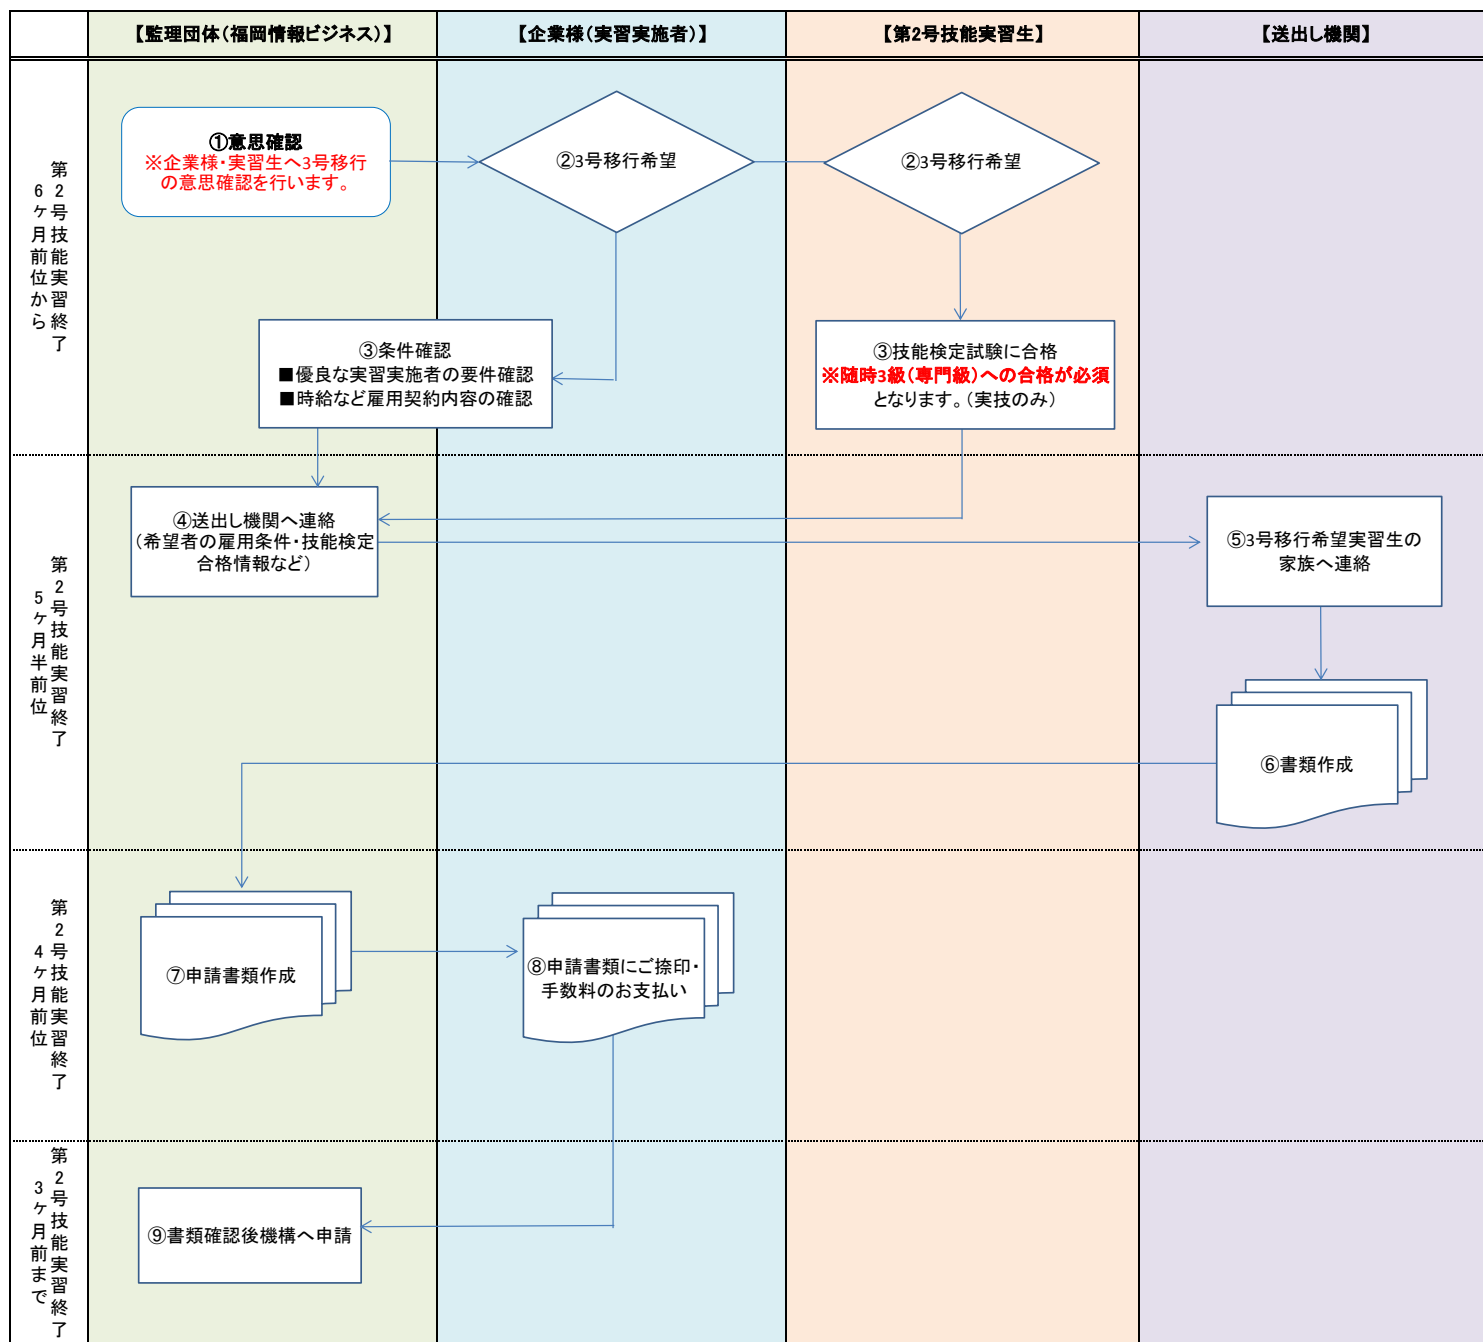 【監理団体(福岡情報ビジネス)】
【企業様(実習実施者)】
【第2号技能実習生】
【送出し機関】
第2号技能実習終了
6ヶ月前位から
①意思確認
※企業様・実習生へ3号移行
の意思確認を行います。
②3号移行希望
②3号移行希望
③条件確認
■優良な実習実施者の要件確認
■時給など雇用契約内容の確認
③技能検定試験に合格
※随時3級(専門級)への合格が必須
となります。(実技のみ)
第2号技能実習終了
5ヶ月半前位
④送出し機関へ連絡
(希望者の雇用条件・技能検定
合格情報など)
⑤3号移行希望実習生の
家族へ連絡
⑥書類作成
第2号技能実習終了
4ヶ月前位
⑦申請書類作成
⑧申請書類にご捺印・
手数料のお支払い
第2号技能実習終了
3ヶ月前まで
⑨書類確認後機構へ申請